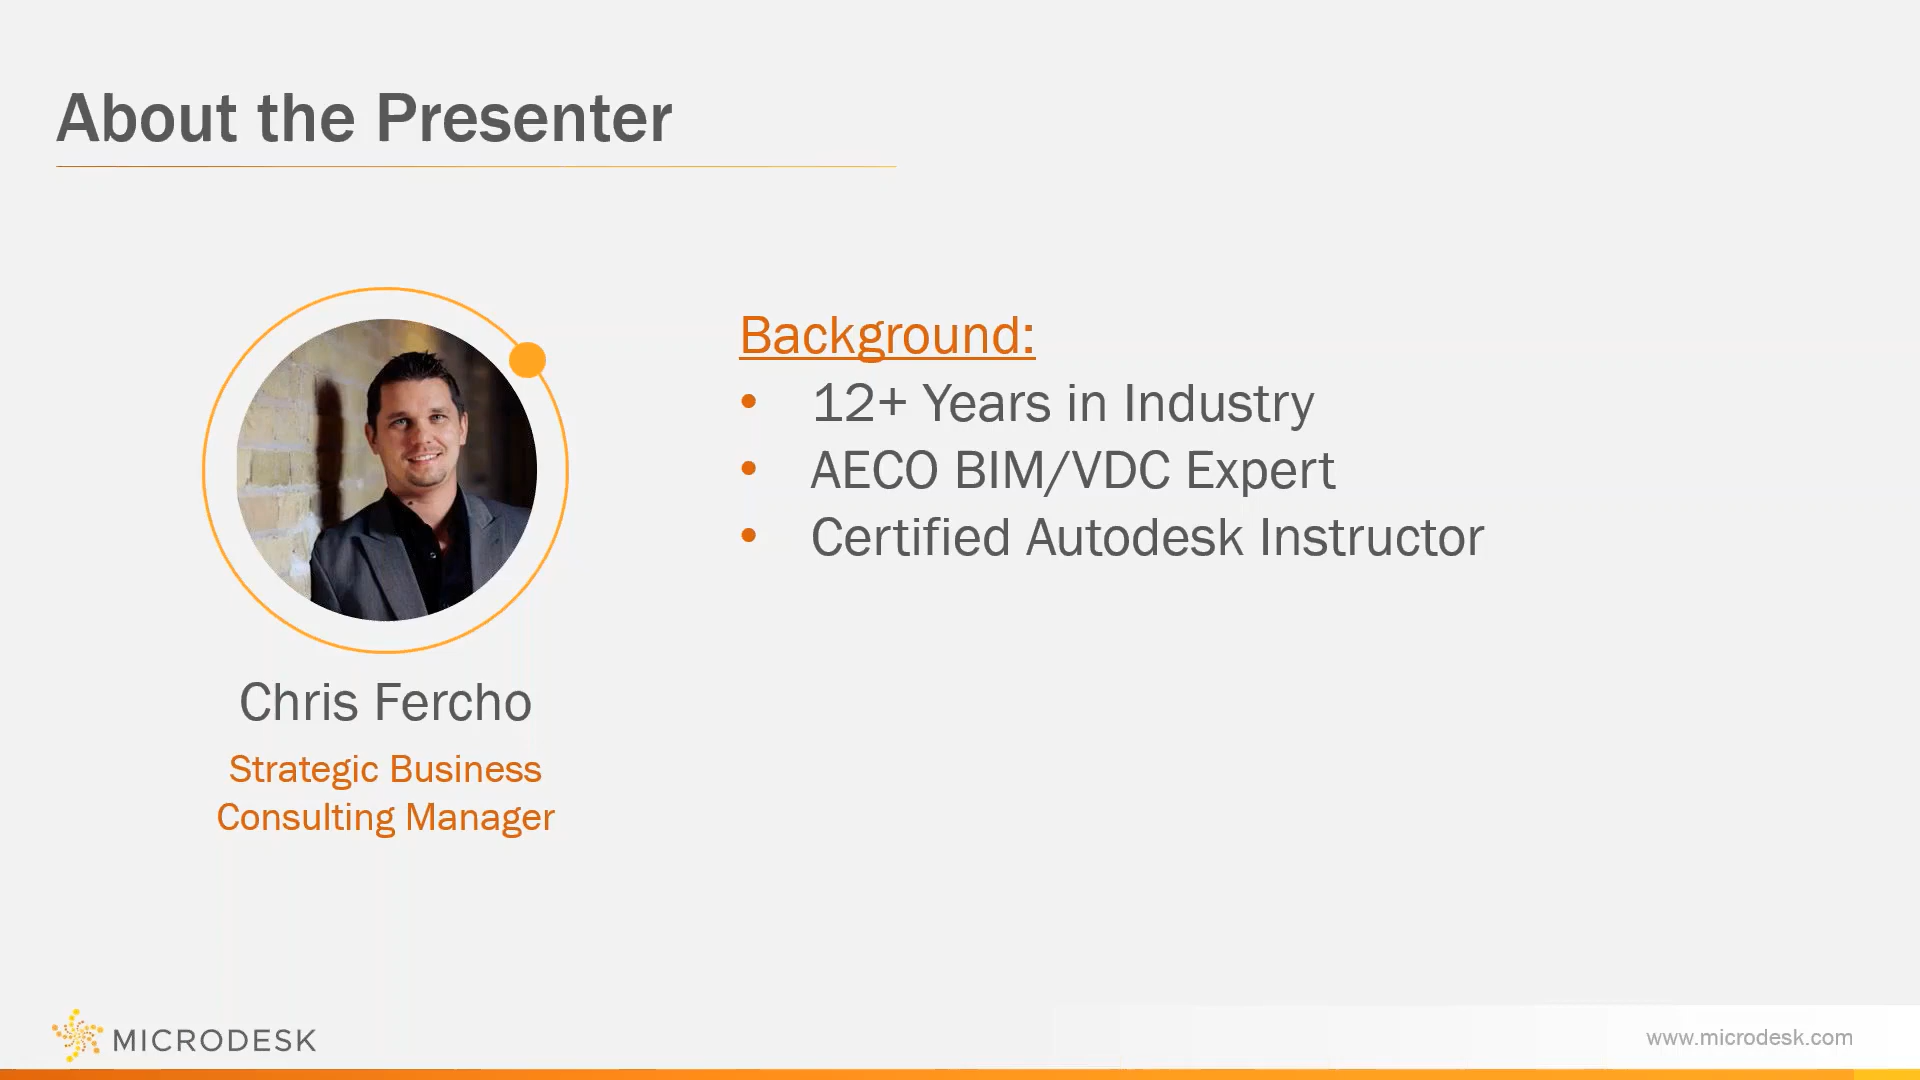 About the Presenter
Background:
• 12+ Years in Industry
• AECO BIM/VDC Expert
• Certified Autodesk Instructor
Chris Fercho
Strategic Business
Consulting Manager
MICRODESK
www.microdesk.com